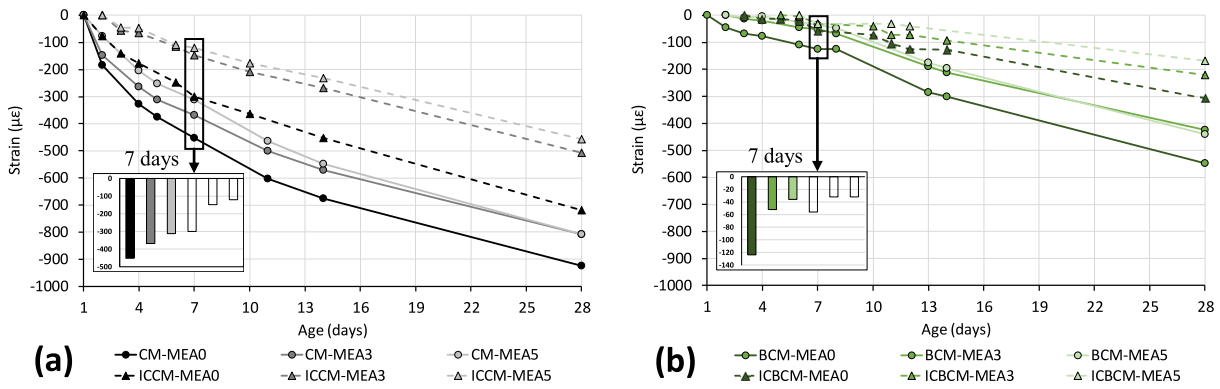 0
-100
-200
-300
-400
-500
-600
-700
-800
-900
-1000
Strain (µε)
1 4 7 10 13 16 19 22 25 28
Age (days)
7 days
0
-100
-200
-300
-400
-500
(a)
CM-MEA0 CM-MEA3 CM-MEA5
ICCM-MEA0 ICCM-MEA3 ICCM-MEA5
0
-100
-200
-300
-400
-500
-600
-700
-800
-900
-1000
Strain (µε)
1 4 7 10 13 16 19 22 25 28
Age (days)
7 days
0
-20
-40
-60
-80
-100
-120
-140
(b)
BCM-MEA0 BCM-MEA3 BCM-MEA5
ICBCM-MEA0 ICBCM-MEA3 ICBCM-MEA5